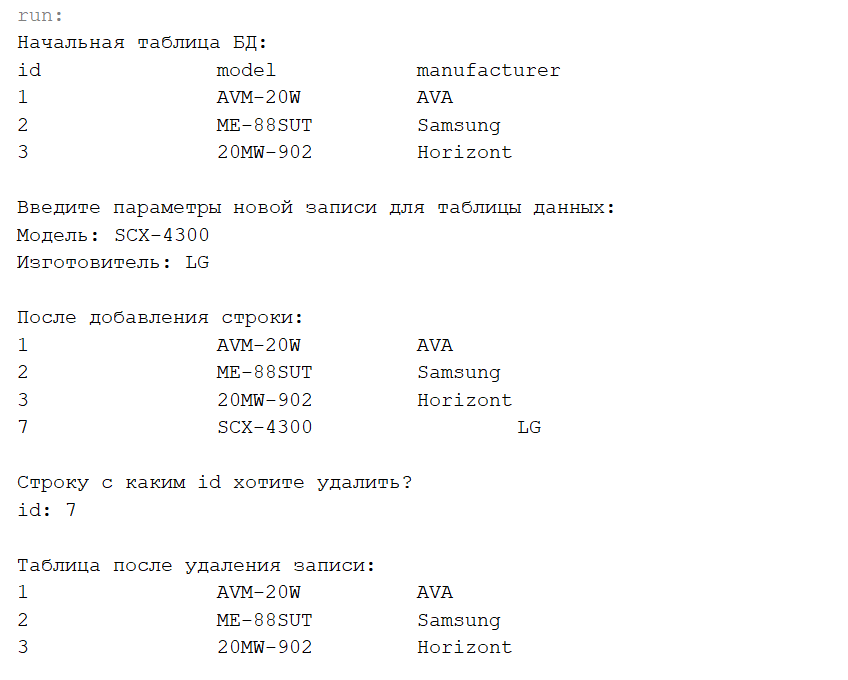 run:
Начальная таблица БД:
id model manufacturer
1 AVM-20W AVA
2 ME-88SUT Samsung
3 20MW-902 Horizont
Введите параметры новой записи для таблицы данных:
Модель: SCX-4300
Изготовитель: LG
После добавления строки:
1 AVM-20W AVA
2 ME-88SUT Samsung
3 20MW-902 Horizont
7 SCX-4300 LG
Строку с каким id хотите удалить?
id: 7
Таблица после удаления записи:
1 AVM-20W AVA
2 ME-88SUT Samsung
3 20MW-902 Horizont